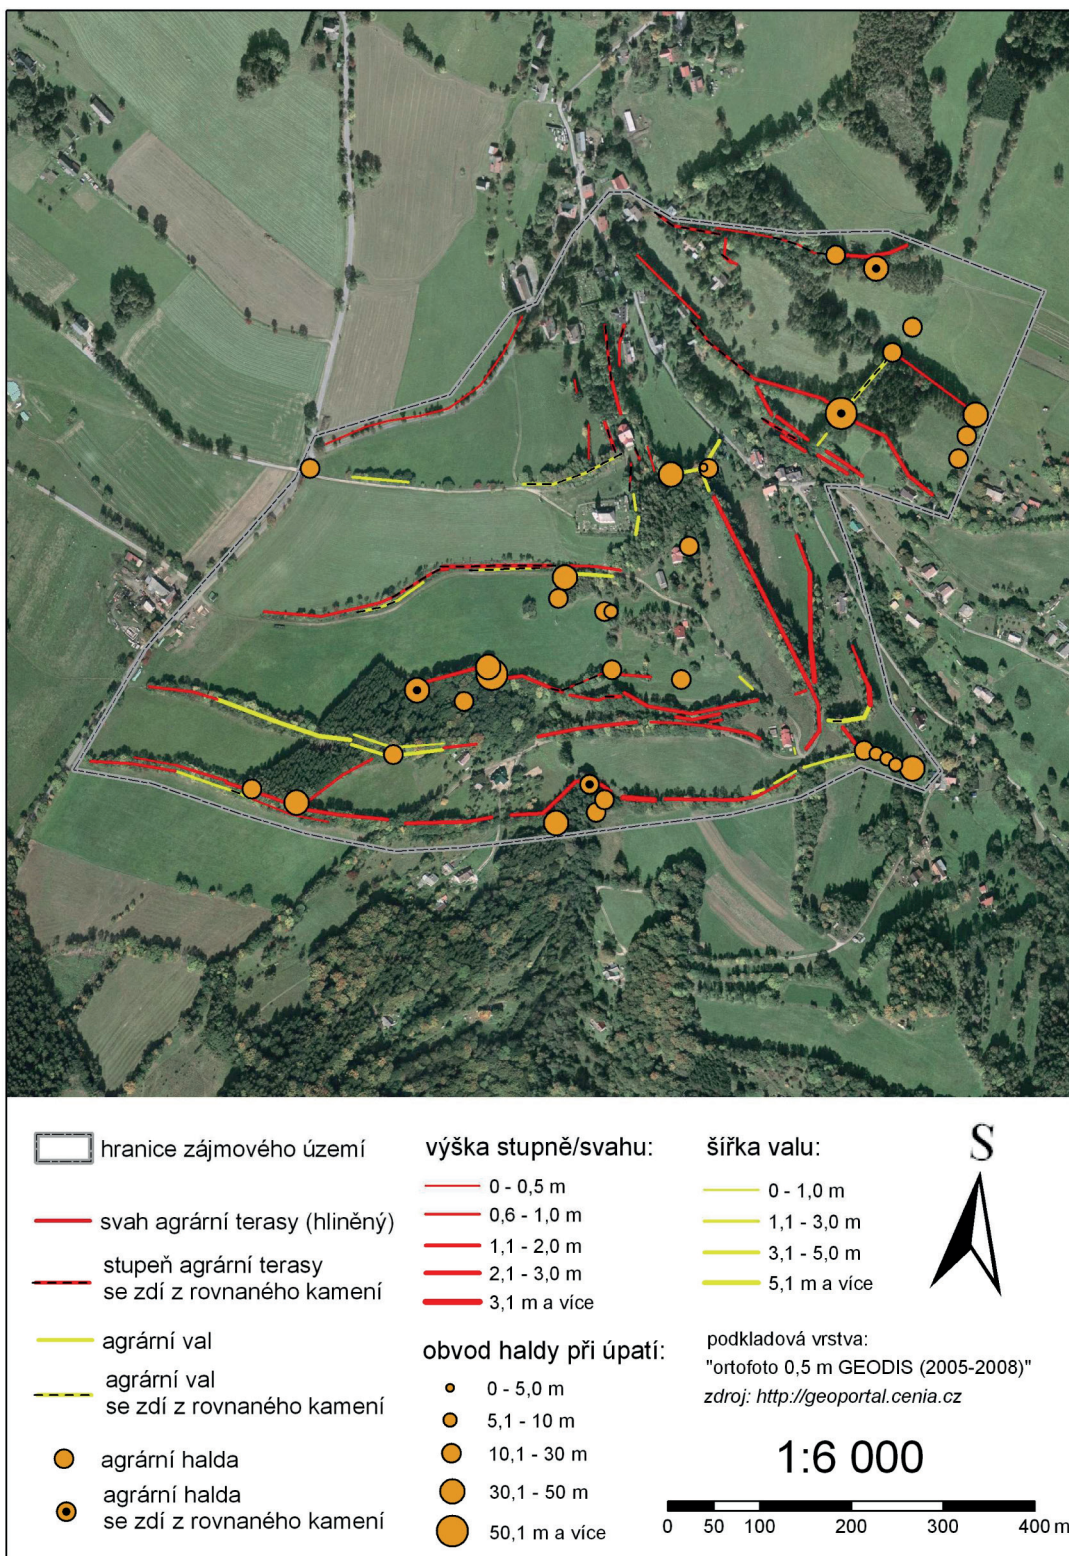 hranice zájmového území
svah agrární terasy (hliněný)
stupeň agrární terasy
se zdí z rovnaného kamení
agrární val
agrární val
se zdí z rovnaného kamení
agrární halda
agrární halda
se zdí z rovnaného kamení
výška stupně/svahu:
0 - 0,5 m
0,6 - 1,0 m
1,1 - 2,0 m
2,1 - 3,0 m
3,1 m a více
obvod haldy při úpatí:
0 - 5,0 m
5,1 - 10 m
10,1 - 30 m
30,1 - 50 m
50,1 m a více
šířka valu:
0 - 1,0 m
1,1 - 3,0 m
3,1 - 5,0 m
5,1 m a více
S
podkladová vrstva:
"ortofoto 0,5 m GEODIS (2005-2008)"
zdroj: http://geoportal.cenia.cz
1:6 000
0 50 100 200 300 400 m